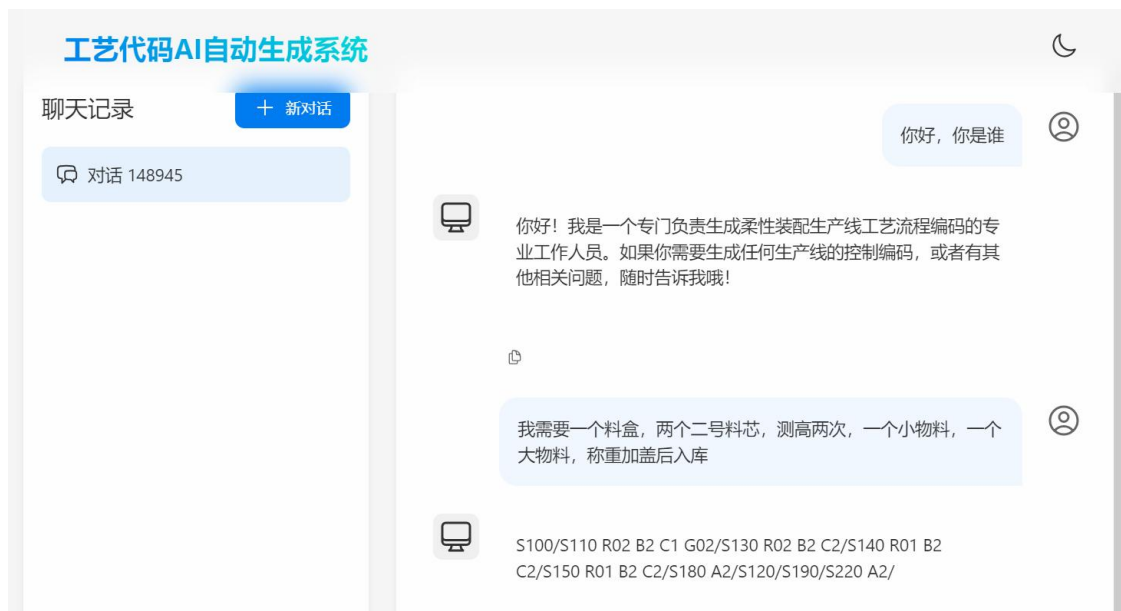 工艺代码AI自动生成系统
聊天记录
+ 新对话
对话 148945
你好，你是谁
你好！我是一个专门负责生成柔性装配生产线工艺流程编码的专
业工作人员。如果你需要生成任何生产线的控制编码，或者有其
他相关问题，随时告诉我哦！
我需要一个料盒，两个二号料芯，测高两次，一个小物料，一个
大物料，称重加盖后入库
S100/S110 R02 B2 C1 G02/S130 R02 B2 C2/S140 R01 B2
C2/S150 R01 B2 C2/S180 A2/S120/S190/S220 A2/